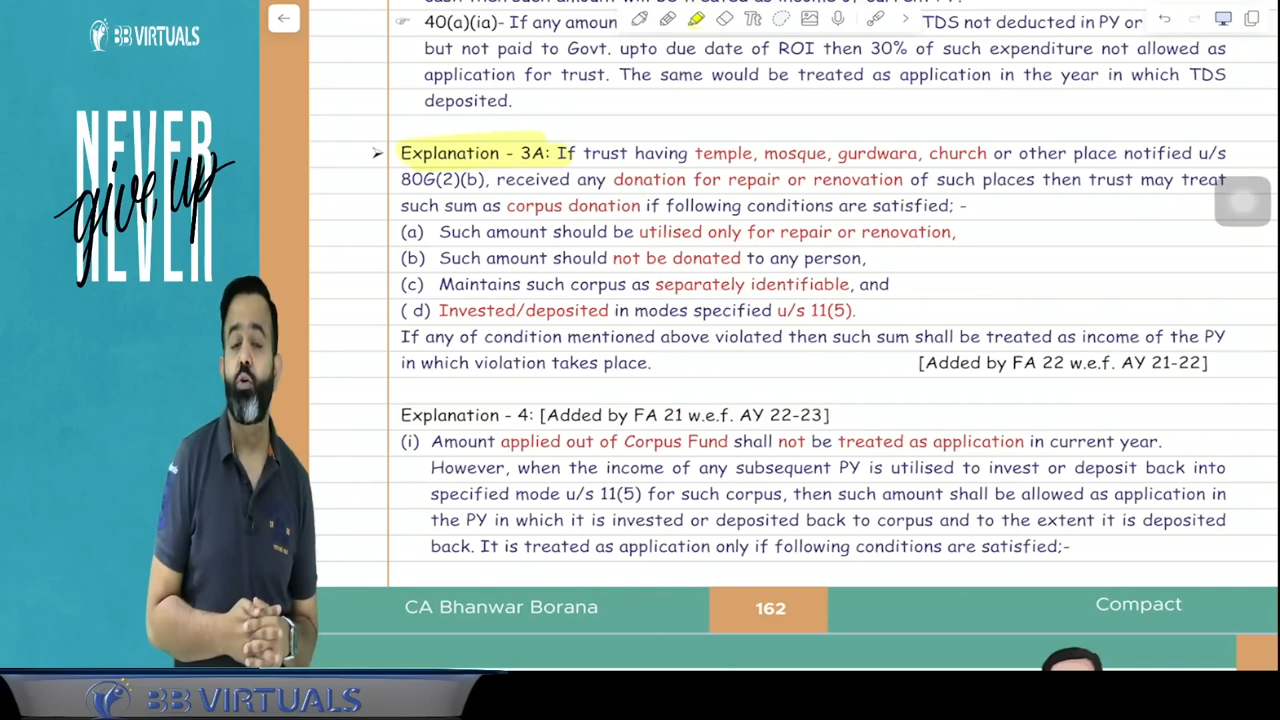 BB VIRTUALS
NEVER
give up
NEVER
40(a)(ia)- If any amoun TDS not deducted in PY or
but not paid to Govt. upto due date of ROI then 30% of such expenditure not allowed as
application for trust. The same would be treated as application in the year in which TDS
deposited.
➢ Explanation - 3A: If trust having temple, mosque, gurdwara, church or other place notified u/s
80G(2)(b), received any donation for repair or renovation of such places then trust may treat
such sum as corpus donation if following conditions are satisfied; -
(a) Such amount should be utilised only for repair or renovation,
(b) Such amount should not be donated to any person,
(c) Maintains such corpus as separately identifiable, and
( d) Invested/deposited in modes specified u/s 11(5).
If any of condition mentioned above violated then such sum shall be treated as income of the PY
in which violation takes place. [Added by FA 22 w.e.f. AY 21-22]
Explanation - 4: [Added by FA 21 w.e.f. AY 22-23]
(i) Amount applied out of Corpus Fund shall not be treated as application in current year.
However, when the income of any subsequent PY is utilised to invest or deposit back into
specified mode u/s 11(5) for such corpus, then such amount shall be allowed as application in
the PY in which it is invested or deposited back to corpus and to the extent it is deposited
back. It is treated as application only if following conditions are satisfied;-
CA Bhanwar Borana 162 Compact
BB VIRTUALS